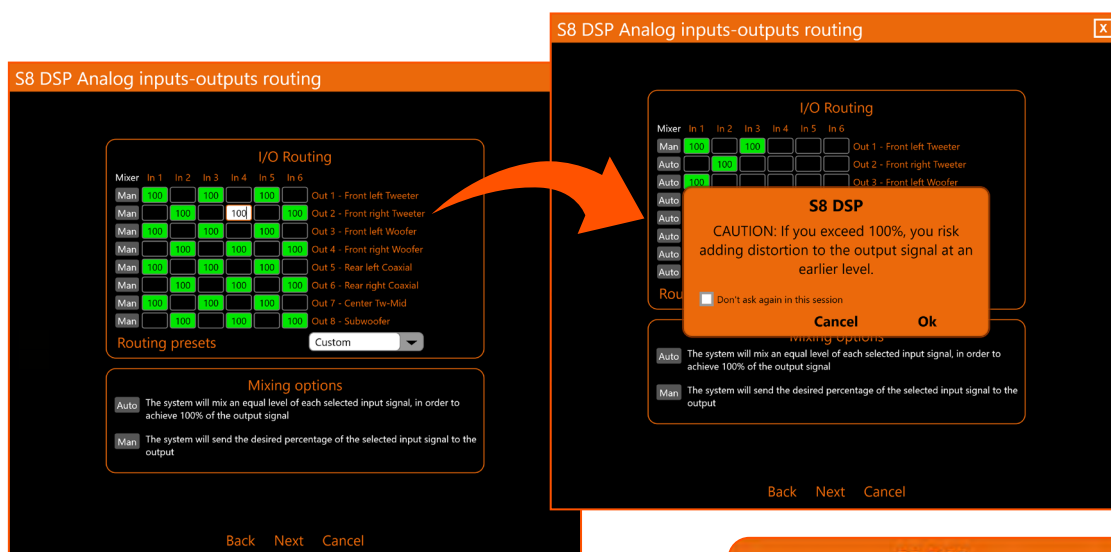 S8 DSP Analog inputs-outputs routing
I/O Routing
Mixer In 1 In 2 In 3 In 4 In 5 In 6
Man 100 100 100 Out 1 - Front left Tweeter
Man 100 100 100 Out 2 - Front right Tweeter
Man 100 100 100 Out 3 - Front left Woofer
Man 100 100 100 Out 4 - Front right Woofer
Man 100 100 100 Out 5 - Rear left Coaxial
Man 100 100 100 Out 6 - Rear right Coaxial
Man 100 100 100 Out 7 - Center Tw-Mid
Man 100 100 100 Out 8 - Subwoofer
Routing presets Custom
Mixing options
Auto The system will mix an equal level of each selected input signal, in order to
achieve 100% of the output signal
Man The system will send the desired percentage of the selected input signal to the
output
Back Next Cancel
S8 DSP Analog inputs-outputs routing X
I/O Routing
Mixer In 1 In 2 In 3 In 4 In 5 In 6
Man 100 100 Out 1 - Front left Tweeter
Auto 100 Out 2 - Front right Tweeter
Auto 100 Out 3 - Front left Woofer
Auto
Auto
Auto
Auto
Auto
Rou
S8 DSP
CAUTION: If you exceed 100%, you risk
adding distortion to the output signal at an
earlier level.
Don't ask again in this session
Cancel Ok
Mixing options
Auto The system will mix an equal level of each selected input signal, in order to
achieve 100% of the output signal
Man The system will send the desired percentage of the selected input signal to the
output
Back Next Cancel